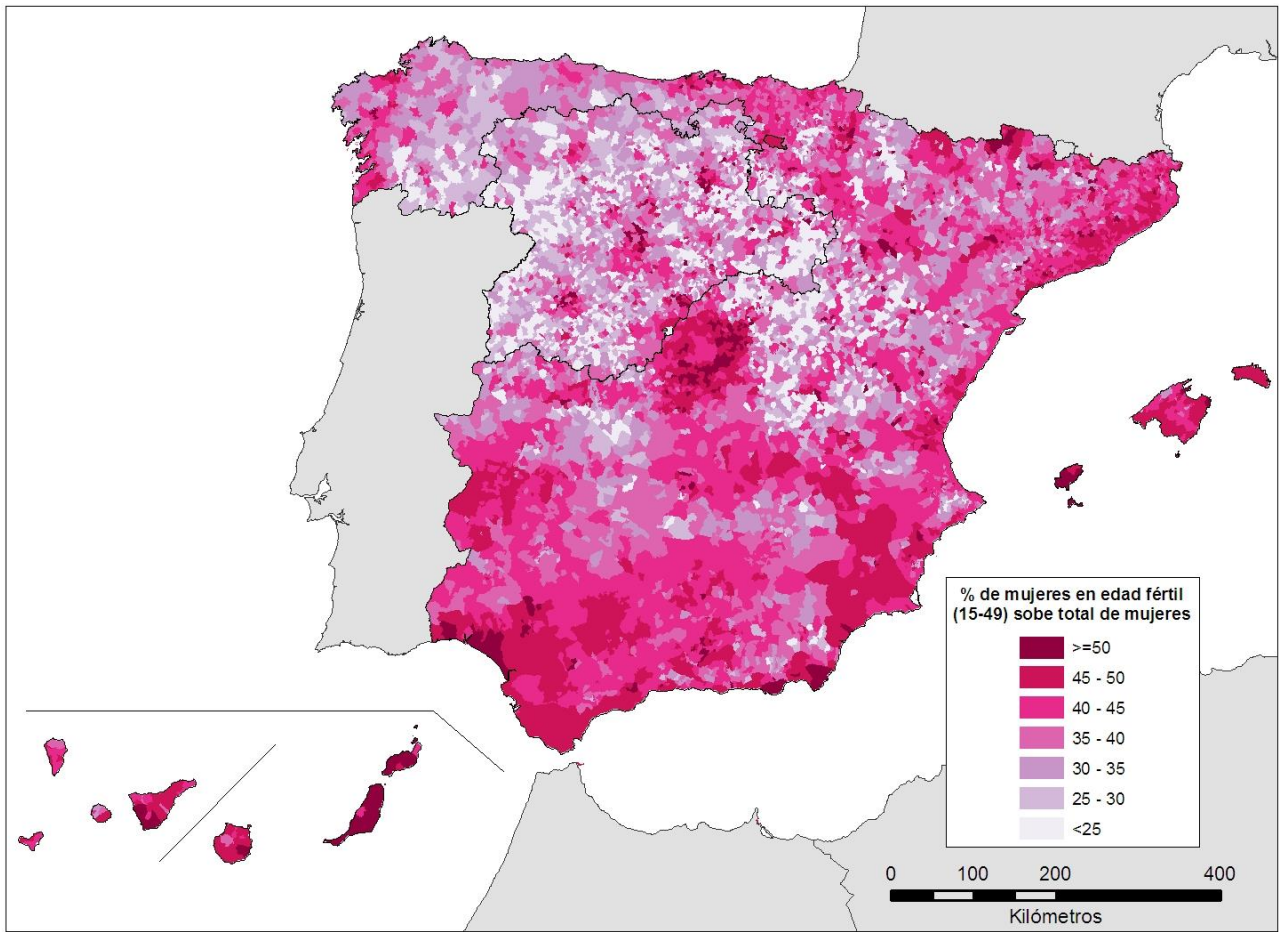 % de mujeres en edad fértil
(15-49) sobe total de mujeres
>=50
45 - 50
40 - 45
35 - 40
30 - 35
25 - 30
<25
0 100 200 400
Kilómetros